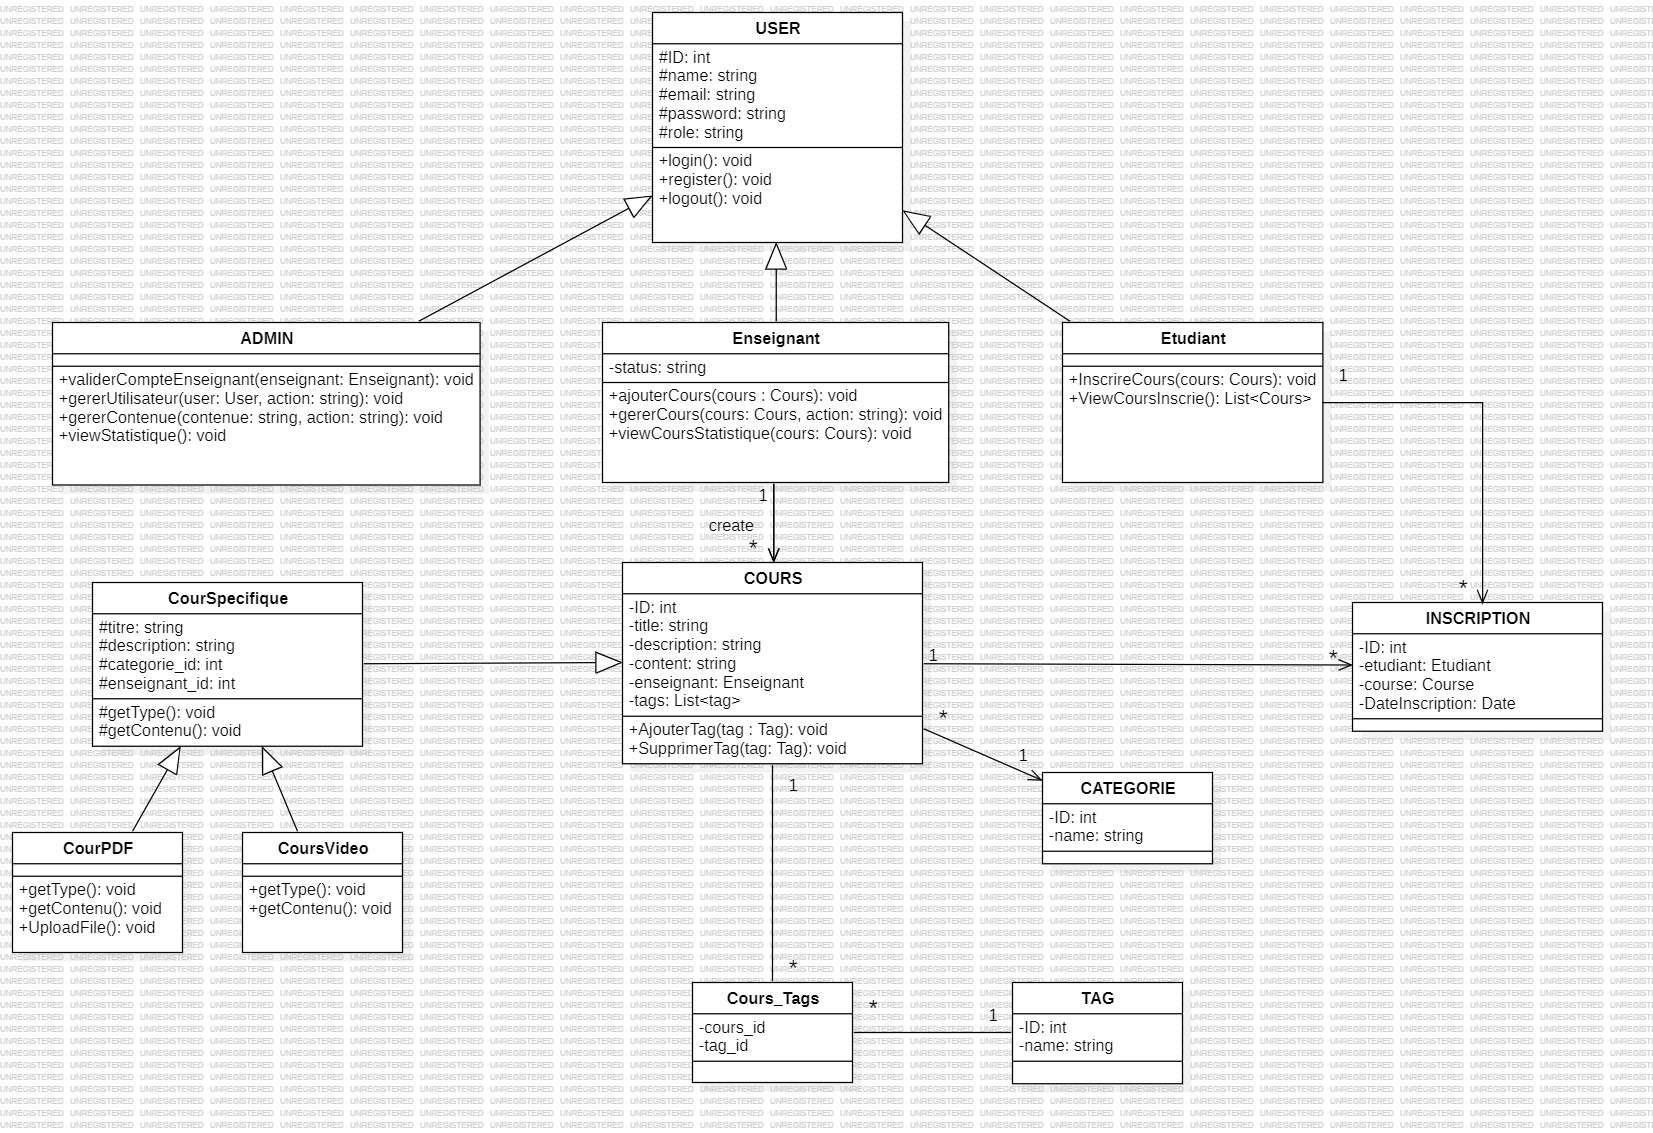 USER
#ID: int
#name: string
#email: string
#password: string
#role: string
+login(): void
+register(): void
+logout(): void
ADMIN
+validerCompteEnseignant(enseignant: Enseignant): void
+gererUtilisateur(user: User, action: string): void
+gererContenue(contenue: string, action: string): void
+viewStatistique(): void
Enseignant
-status: string
+ajouterCours(cours : Cours): void
+gererCours(cours: Cours, action: string): void
+viewCoursStatistique(cours: Cours): void
Etudiant
+InscrireCours(cours: Cours): void
+ViewCoursInscrie(): List<Cours>
1
1
create
*
*
CourSpecifique
#titre: string
#description: string
#categorie_id: int
#enseignant_id: int
#getType(): void
#getContenu(): void
COURS
-ID: int
-title: string
-description: string
-content: string
-enseignant: Enseignant
-tags: List<tag>
+AjouterTag(tag : Tag): void
+SupprimerTag(tag: Tag): void
1
*
INSCRIPTION
-ID: int
-etudiant: Etudiant
-course: Course
-DateInscription: Date
*
1
CATEGORIE
-ID: int
-name: string
CourPDF
+getType(): void
+getContenu(): void
+UploadFile(): void
CoursVideo
+getType(): void
+getContenu(): void
1
*
Cours_Tags
-cours_id
-tag_id
*
1
TAG
-ID: int
-name: string
UNREGISTERED